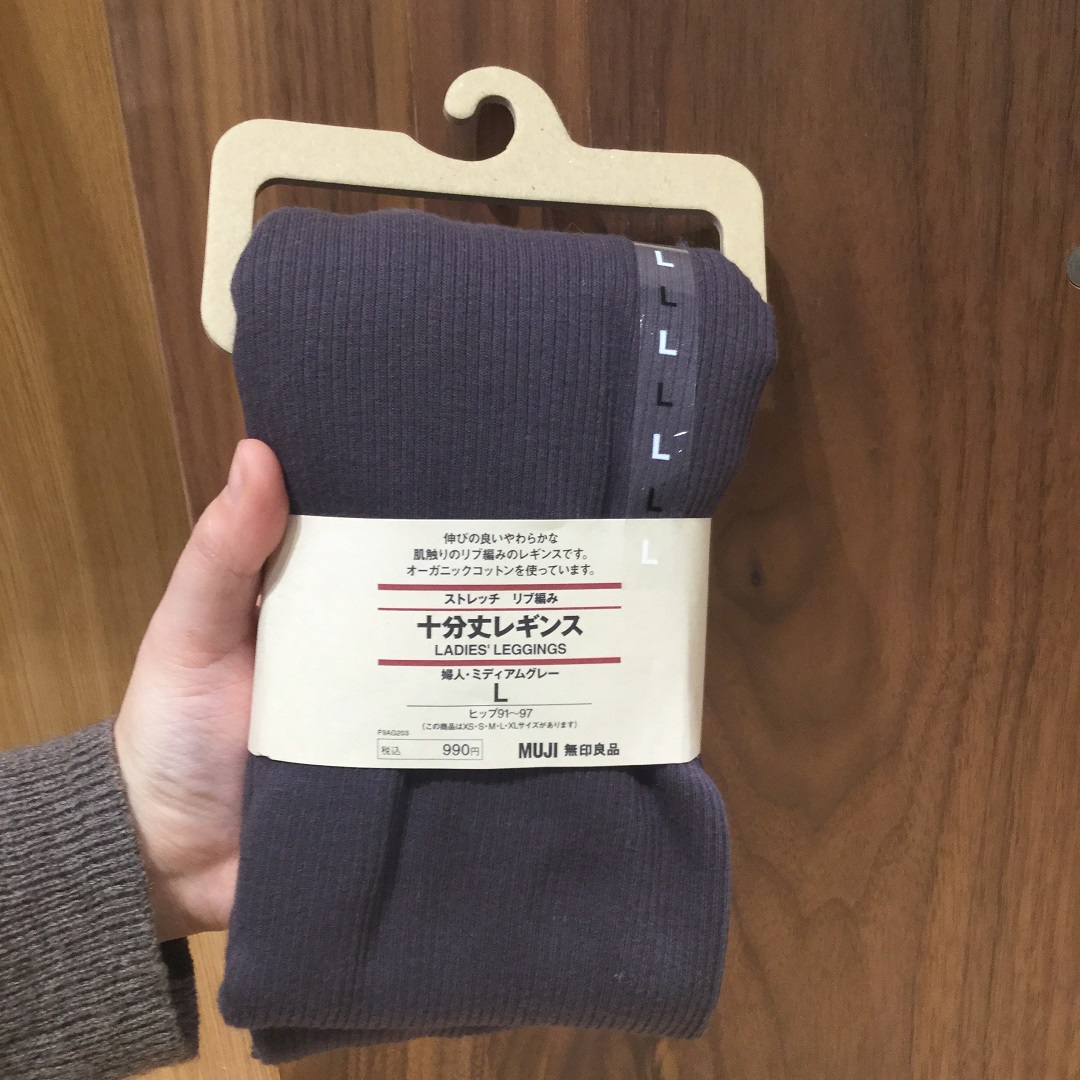 L
L
L
L
L
L
L
伸びの良いやわらかな
肌触りのリブ編みのレギンスです。
オーガニックコットンを使っています。
ストレッチ リブ編み
十分丈レギンス
LADIES' LEGGINGS
婦人・ミディアムグレー
L
ヒップ91〜97
(この商品はXS・S・M・L・XLサイズがあります)
F9AG203
税込 990円 MUJI 無印良品